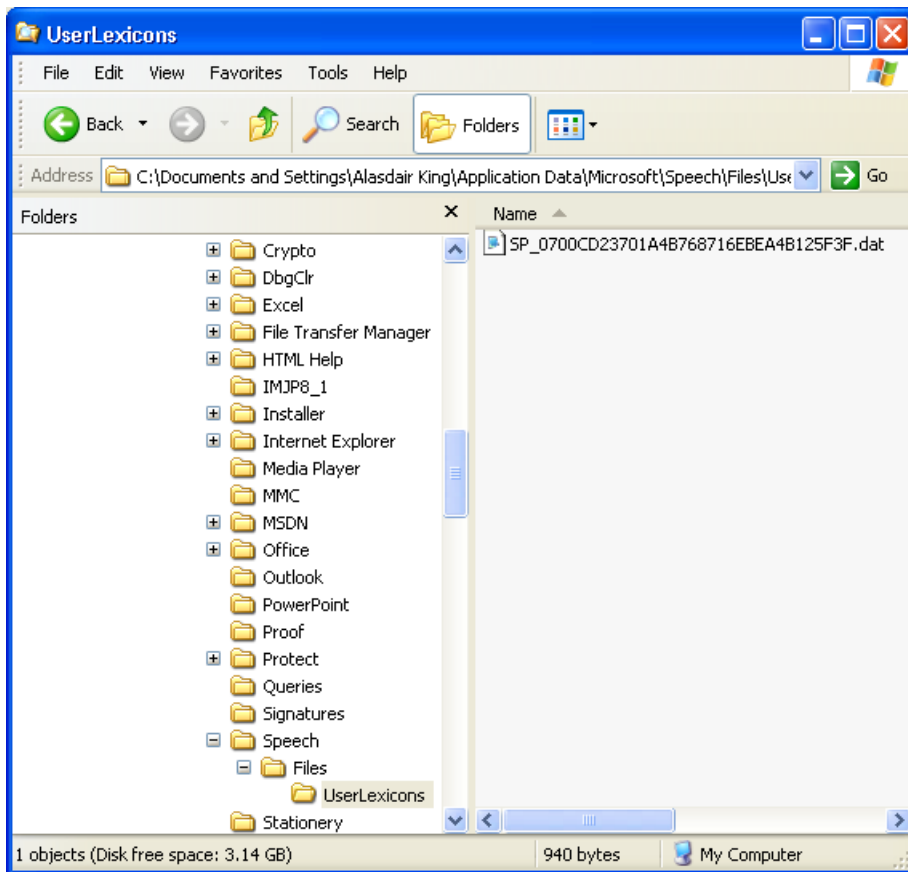 UserLexicons
File Edit View Favorites Tools Help
Back Search Folders
Address C:\Documents and Settings\Alasdair King\Application Data\Microsoft\Speech\Files\Use Go
Folders
Name
SP_0700CD23701A4B768716EBEA4B125F3F.dat
Crypto
DbgClr
Excel
File Transfer Manager
HTML Help
IMJP8_1
Installer
Internet Explorer
Media Player
MMC
MSDN
Office
Outlook
PowerPoint
Proof
Protect
Queries
Signatures
Speech
Files
UserLexicons
Stationery
1 objects (Disk free space: 3.14 GB) 940 bytes My Computer